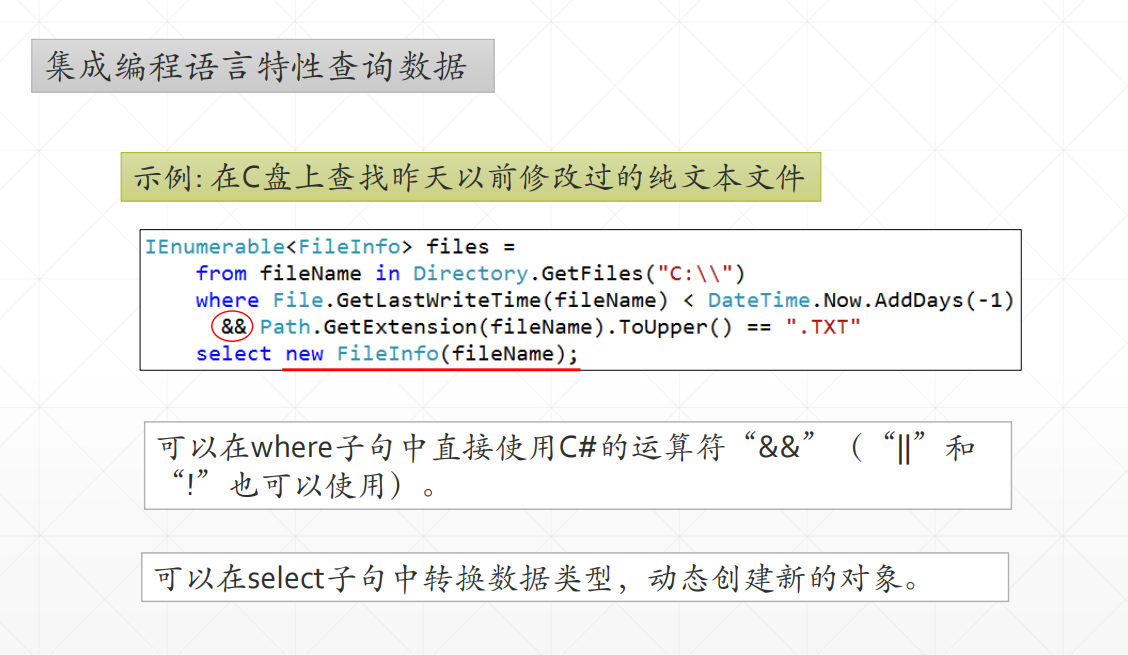 集成编程语言特性查询数据
示例: 在C盘上查找昨天以前修改过的纯文本文件
IEnumerable<FileInfo> files =
from fileName in Directory.GetFiles("C:\\")
where File.GetLastWriteTime(fileName) < DateTime.Now.AddDays(-1)
&& Path.GetExtension(fileName).ToUpper() == ".TXT"
select new FileInfo(fileName);
可以在where子句中直接使用C#的运算符“&&”（“||”和
“!”也可以使用）。
可以在select子句中转换数据类型，动态创建新的对象。